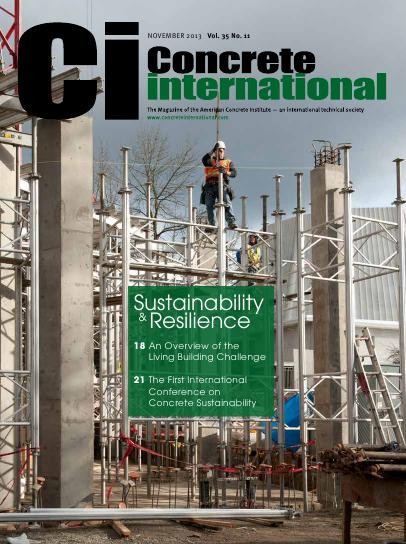 ci
NOVEMBER 2013 Vol. 35 No. 11
Concrete
international
The Magazine of the American Concrete Institute — an international technical society
www.concreteinternational.com
Sustainability
& Resilience
18 An Overview of the
Living Building Challenge
21 The First International
Conference on
Concrete Sustainability